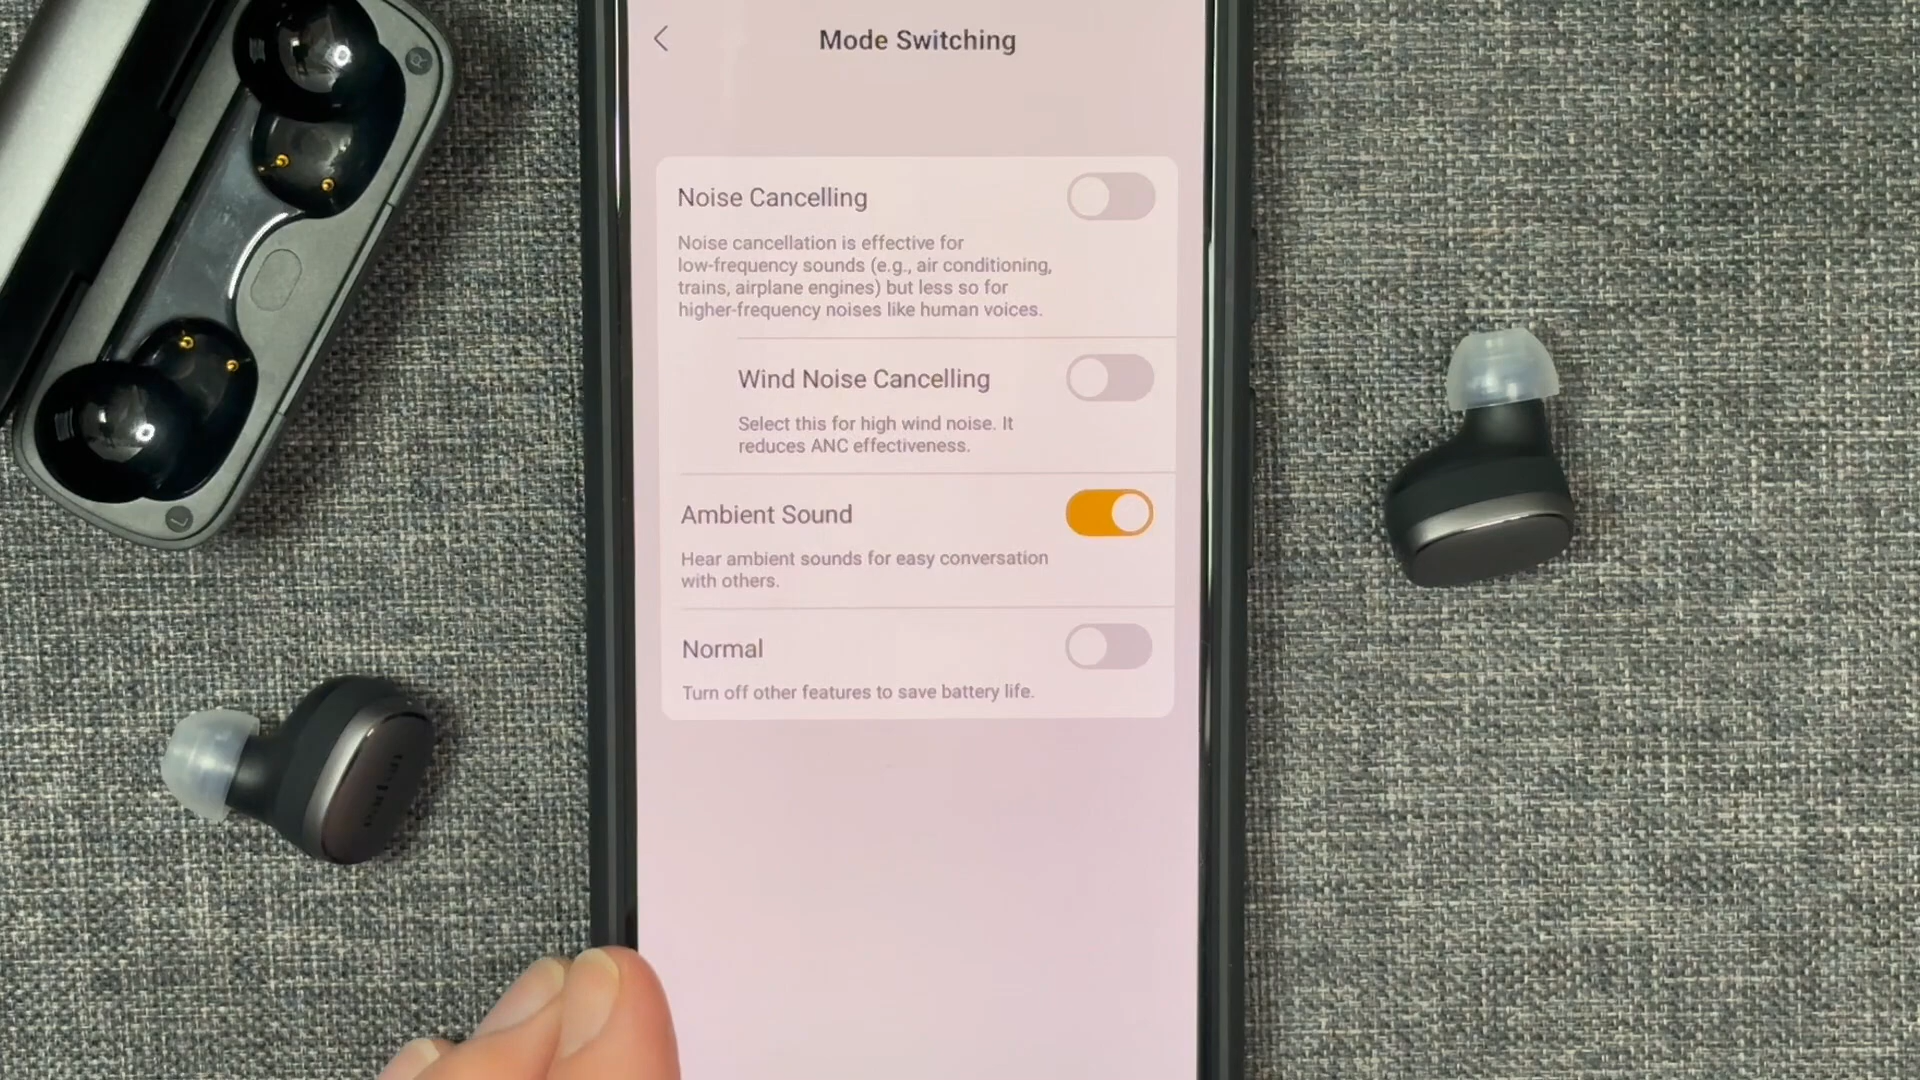 Mode Switching
Noise Cancelling
Noise cancellation is effective for
low-frequency sounds (e.g., air conditioning,
trains, airplane engines) but less so for
higher-frequency noises like human voices.
Wind Noise Cancelling
Select this for high wind noise. It
reduces ANC effectiveness.
Ambient Sound
Hear ambient sounds for easy conversation
with others.
Normal
Turn off other features to save battery life.